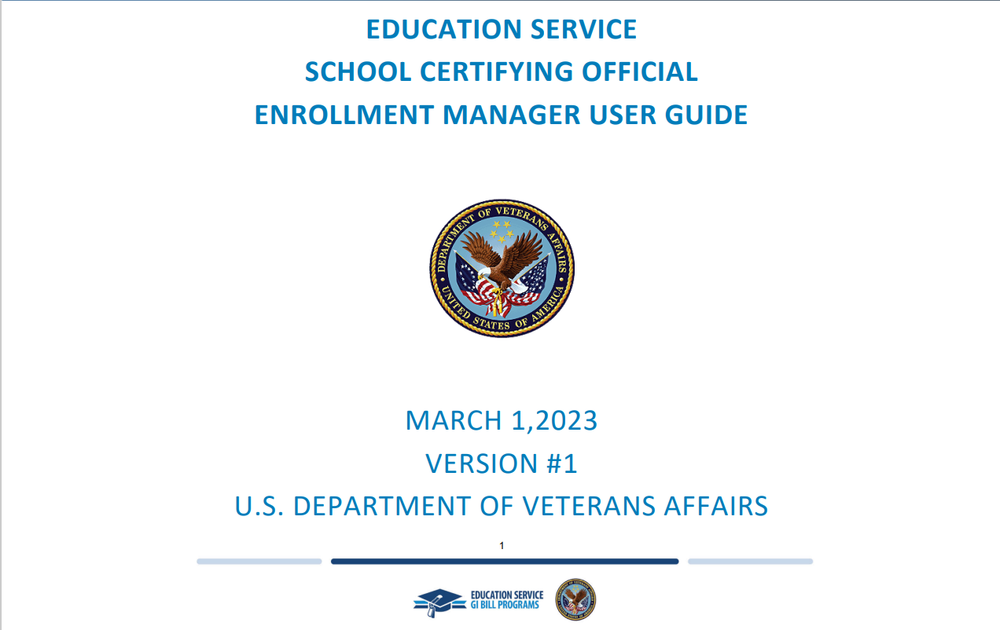 EDUCATION SERVICE
SCHOOL CERTIFYING OFFICIAL
ENROLLMENT MANAGER USER GUIDE
DEPARTMENT OF VETERANS AFFAIRS
UNITED STATES OF AMERICA
MARCH 1,2023
VERSION #1
U.S. DEPARTMENT OF VETERANS AFFAIRS
1
EDUCATION SERVICE
GI BILL PROGRAMS